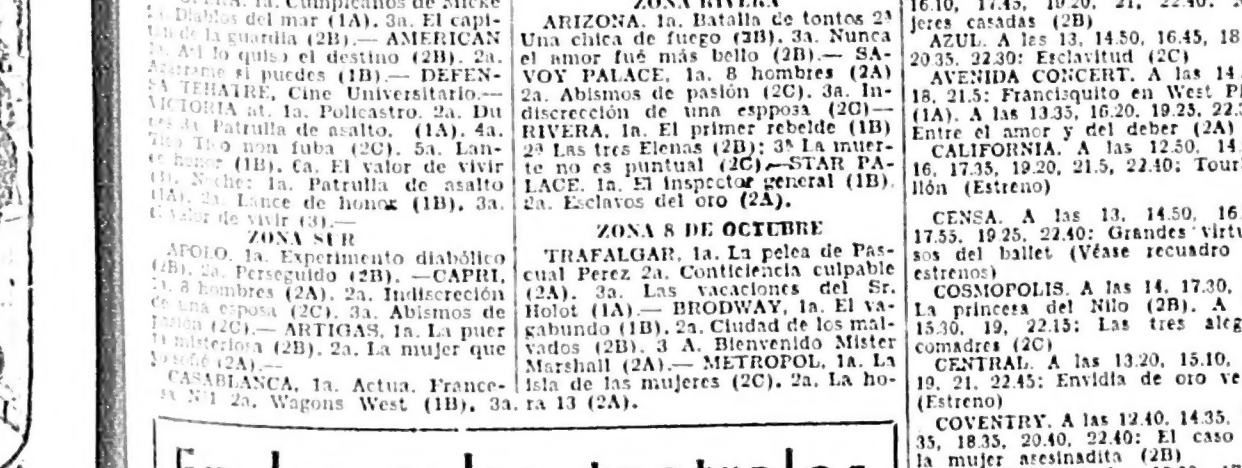 OPERA. 1a. Cumpleaños de Micke
Diablos del mar (1A). 3a. El capi-
tán de la guardia (2B).— AMERICAN
Así lo quiso el destino (2B). 2a.
si puedes (1B).— DEFEN-
TEHATRE, Cine Universitario.—
VICTORIA at. 1a. Policastro. 2a. Du
3a Patrulla de asalto. (1A). 4a.
Tico Tico non fuba (2C). 5a. Lan-
honor (1B). 6a. El valor de vivir
Noche: 1a. Patrulla de asalto
(1A). 2a. Lance de honor (1B). 3a.
valor de vivir (3).—
ZONA SUR
APOLO. 1a. Experimento diabólico
(2B). 2a. Perseguido (2B). —CAPRI,
8 hombres (2A). 2a. Indiscreción
de una esposa (2C). 3a. Abismos de
pasión (2C).— ARTIGAS, 1a. La puer
misteriosa (2B). 2a. La mujer que
(2A).—
CASABLANCA, 1a. Actua. France-
sa Nº1 2a. Wagons West (1B). 3a.
ZONA RIVERA
ARIZONA. 1a. Batalla de tontos 2ª
Una chica de fuego (2B). 3a. Nunca
el amor fué más bello (2B).— SA-
VOY PALACE, 1a. 8 hombres (2A)
2a. Abismos de pasión (2C). 3a. In-
discreción de una espposa (2C)—
RIVERA. 1a. El primer rebelde (1B)
2ª Las tres Elenas (2B); 3ª La muer-
te no es puntual (2C).—STAR PA-
LACE. 1a. El inspector general (1B).
2a. Esclavos del oro (2A).
ZONA 8 DE OCTUBRE
TRAFALGAR, 1a. La pelea de Pas-
cual Perez 2a. Conticiencia culpable
(2A). 3a. Las vacaciones del Sr.
Holot (1A).— BRODWAY, 1a. El va-
gabundo (1B). 2a. Ciudad de los mal-
vados (2B). 3 A. Bienvenido Mister
Marshall (2A).— METROPOL, 1a. La
isla de las mujeres (2C). 2a. La ho-
ra 13 (2A).
16.10, 17.45, 19.20, 21, 22.40:
jeres casadas (2B)
AZUL. A las 13, 14.50, 16.45, 18
20.35, 22.30: Esclavitud (2C)
AVENIDA CONCERT. A las 14.
18, 21.5: Francisquito en West P
(1A). A las 13.35, 16.20, 19.25, 22.
Entre el amor y del deber (2A)
CALIFORNIA. A las 12.50, 14.
16, 17.35, 19.20, 21.5, 22.40: Tour
llón (Estreno)
CENSA. A las 13, 14.50, 16.
17.55, 19 25, 22.40: Grandes virtu
sos del ballet (Véase recuadro
estrenos)
COSMOPOLIS. A las 14, 17.30,
La princesa del Nilo (2B). A
15.30, 19, 22.15: Las tres aleg
comadres (2C)
CENTRAL. A las 13.20, 15.10,
19, 21, 22.45: Envidia de oro ve
(Estreno)
COVENTRY. A las 12.40, 14.35,
35, 18.35, 20.40, 22.40: El caso
la mujer asesinadita (2B)